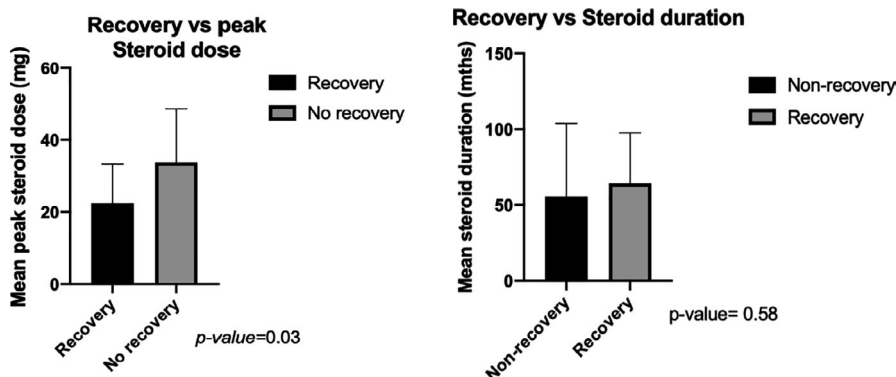 Recovery vs peak
Steroid dose
Mean peak steroid dose (mg)
60
40
20
0
Recovery
No recovery
Recovery
No recovery
p-value=0.03
Recovery vs Steroid duration
Mean steroid duration (mths)
150
100
50
0
Non-recovery
Recovery
Non-recovery
Recovery
p-value= 0.58